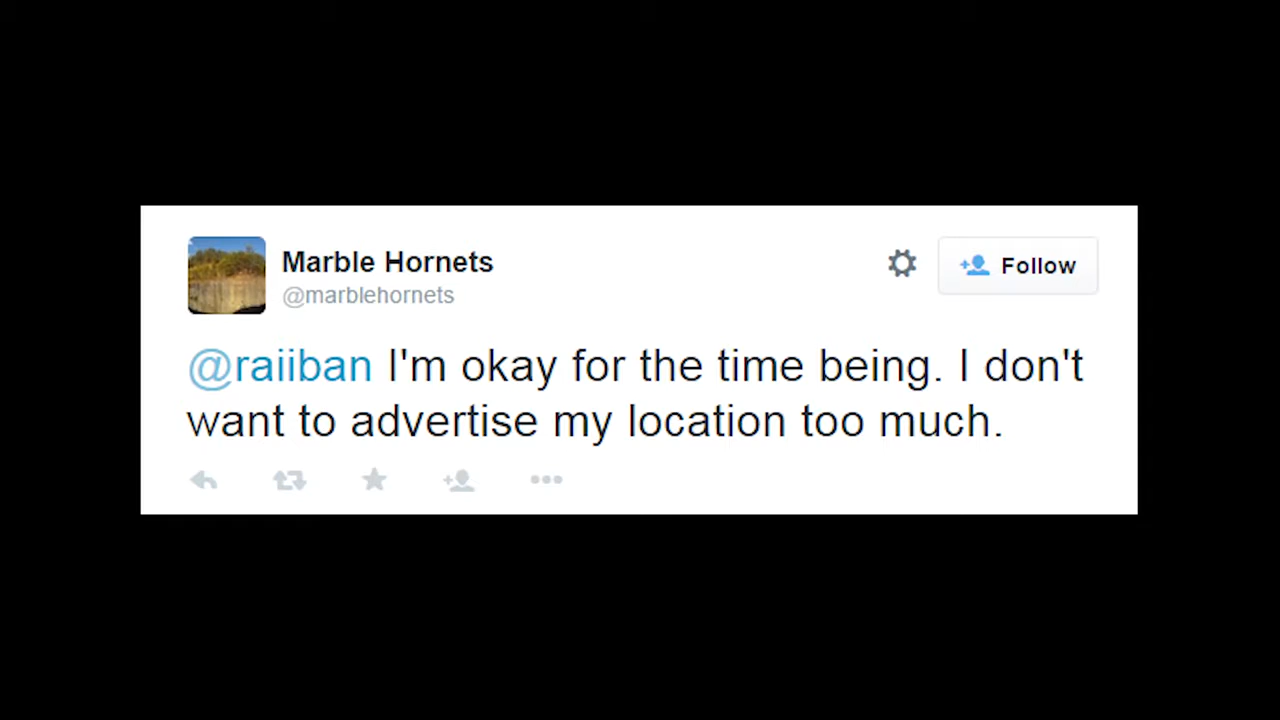 Marble Hornets
@marblehornets
Follow
@raiiban I'm okay for the time being. I don't
want to advertise my location too much.